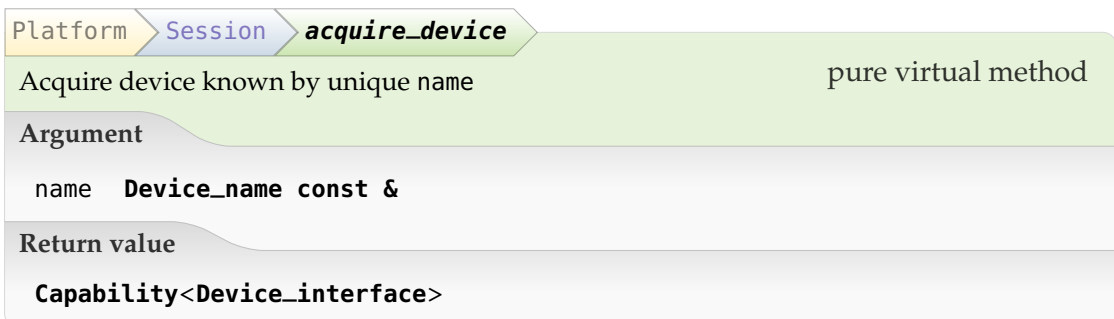 Platform Session acquire_device
Acquire device known by unique name pure virtual method
Argument
name Device_name const &
Return value
Capability<Device_interface>